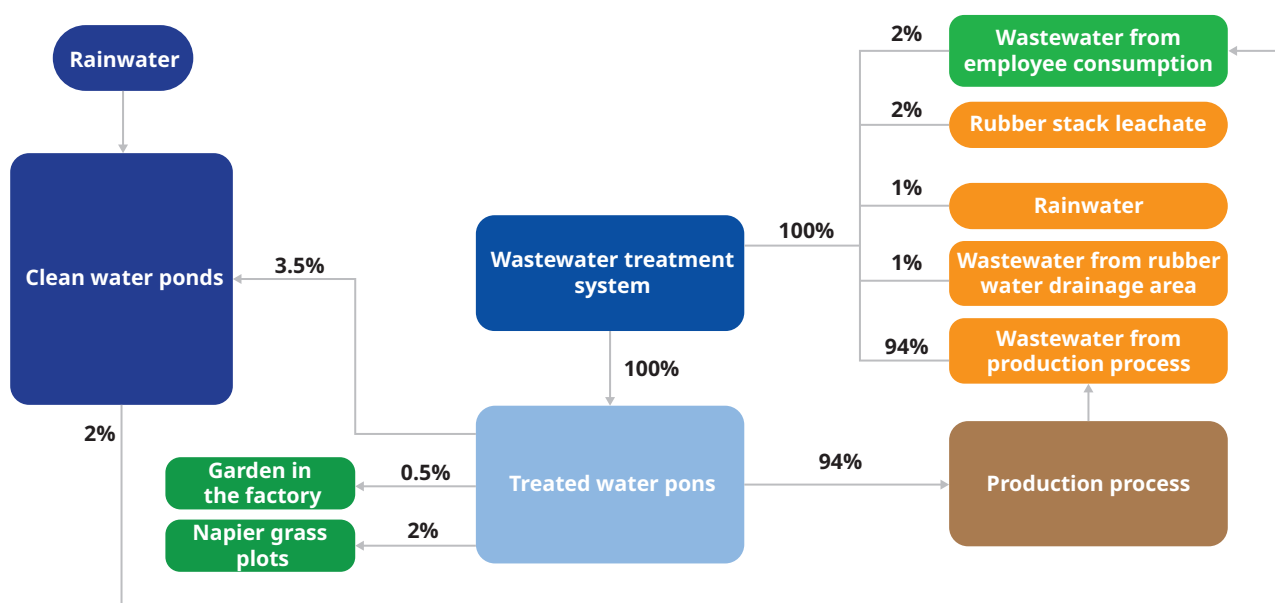 Rainwater
Clean water ponds
3.5%
2%
Garden in
the factory
0.5%
Napier grass
plots
2%
Wastewater treatment
system
100%
100%
Treated water pons
94%
2%
Wastewater from
employee consumption
2%
Rubber stack leachate
1%
Rainwater
1%
Wastewater from rubber
water drainage area
94%
Wastewater from
production process
Production process